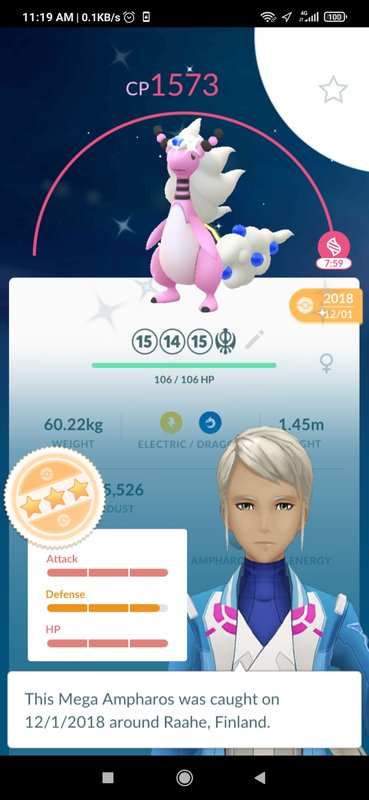 11:19 AM | 0.1KB/s
4G
100
CP1573
7:59
2018
12/01
15 14 15
106 / 106 HP
60.22kg
1.45m
WEIGHT
ELECTRIC / DRAG
GHT
5,526
DUST
AMPHARO
ENERGY
Attack
Defense
HP
This Mega Ampharos was caught on
12/1/2018 around Raahe, Finland.